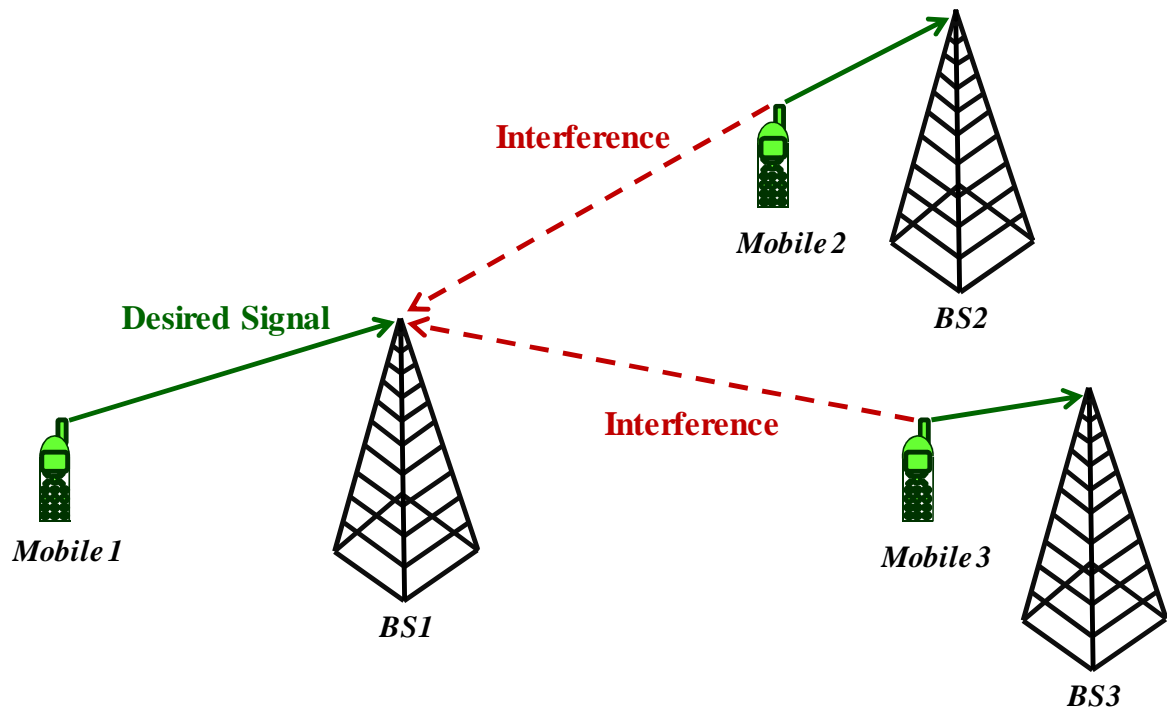 Interference
Mobile 2
BS2
Desired Signal
BS1
Interference
Mobile 1
Mobile 3
BS3